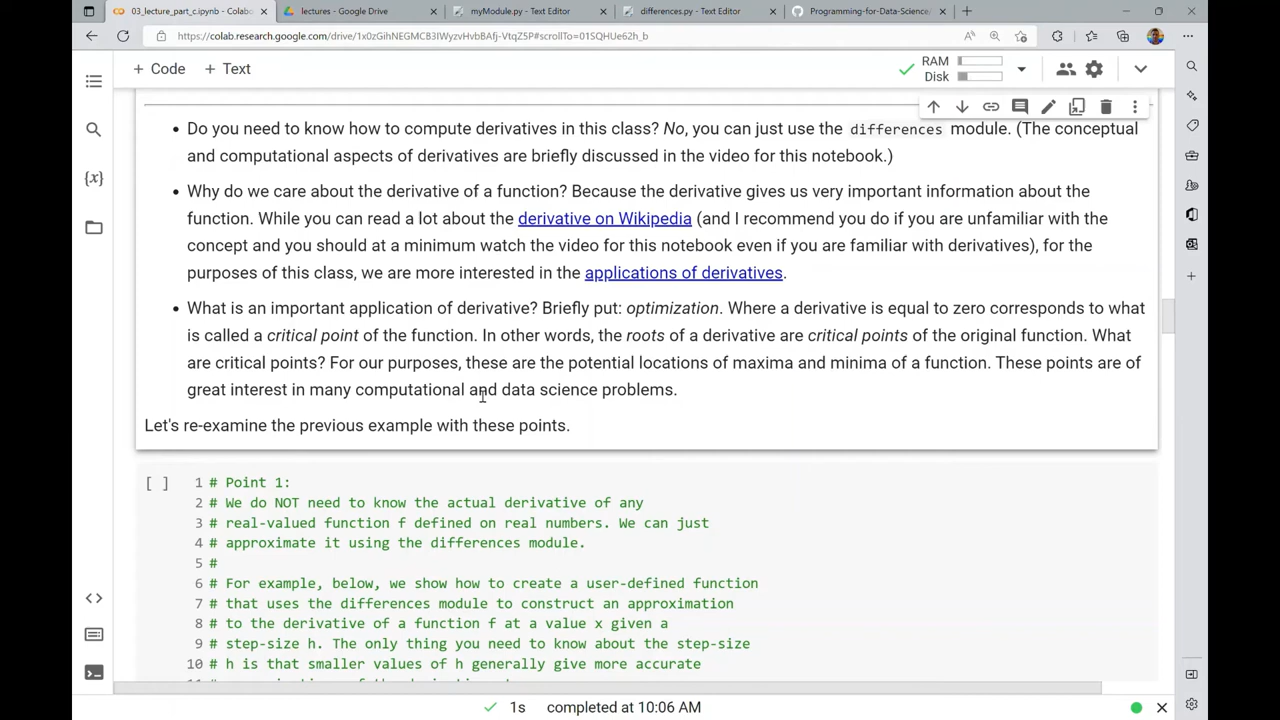 03_lecture_part_c.ipynb - Colabo
lectures - Google Drive
myModule.py - Text Editor
differences.py - Text Editor
Programming-for-Data-Science/
https://colab.research.google.com/drive/1x0zGihNEGMCB3IWyzvHvbBAfj-VtqZ5P#scrollTo=01SQHUe62h_b
+ Code + Text
RAM
Disk
• Do you need to know how to compute derivatives in this class? No, you can just use the differences module. (The conceptual
and computational aspects of derivatives are briefly discussed in the video for this notebook.)
• Why do we care about the derivative of a function? Because the derivative gives us very important information about the
function. While you can read a lot about the derivative on Wikipedia (and I recommend you do if you are unfamiliar with the
concept and you should at a minimum watch the video for this notebook even if you are familiar with derivatives), for the
purposes of this class, we are more interested in the applications of derivatives.
• What is an important application of derivative? Briefly put: optimization. Where a derivative is equal to zero corresponds to what
is called a critical point of the function. In other words, the roots of a derivative are critical points of the original function. What
are critical points? For our purposes, these are the potential locations of maxima and minima of a function. These points are of
great interest in many computational and data science problems.
Let's re-examine the previous example with these points.
[ ] 1 # Point 1:
2 # We do NOT need to know the actual derivative of any
3 # real-valued function f defined on real numbers. We can just
4 # approximate it using the differences module.
5 #
6 # For example, below, we show how to create a user-defined function
7 # that uses the differences module to construct an approximation
8 # to the derivative of a function f at a value x given a
9 # step-size h. The only thing you need to know about the step-size
10 # h is that smaller values of h generally give more accurate
1s completed at 10:06 AM